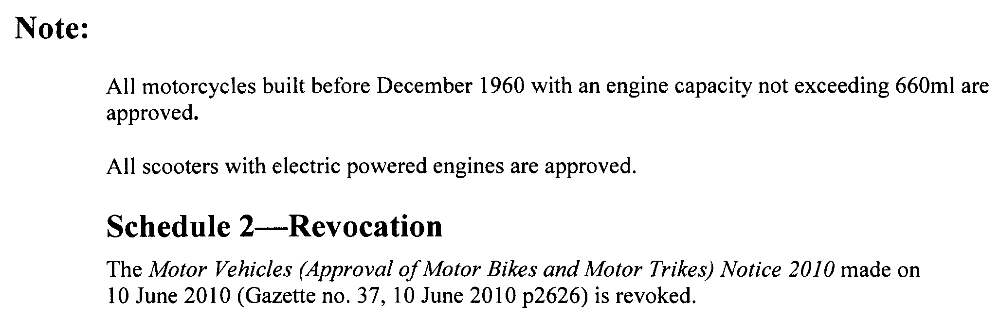 Note:
All motorcycles built before December 1960 with an engine capacity not exceeding 660ml are
approved.
All scooters with electric powered engines are approved.
Schedule 2—Revocation
The Motor Vehicles (Approval of Motor Bikes and Motor Trikes) Notice 2010 made on
10 June 2010 (Gazette no. 37, 10 June 2010 p2626) is revoked.